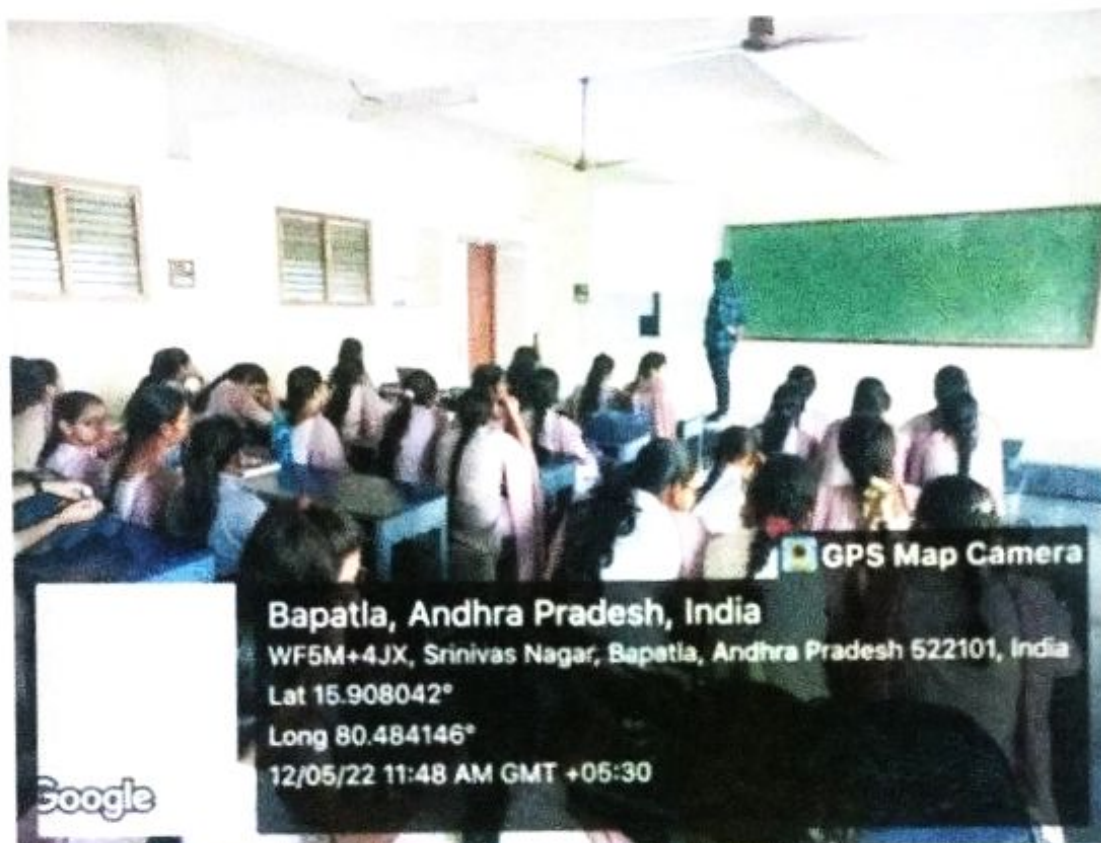 GPS Map Camera
Bapatla, Andhra Pradesh, India
WF5M+4JX, Srinivas Nagar, Bapatla, Andhra Pradesh 522101, India
Lat 15.908042°
Long 80.484146°
12/05/22 11:48 AM GMT +05:30
Google